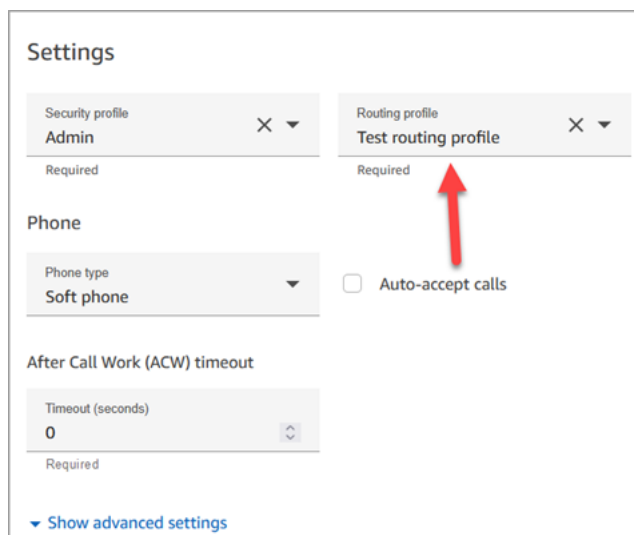 Settings
Security profile
Admin
Required
Routing profile
Test routing profile
Required
Phone
Phone type
Soft phone
Auto-accept calls
After Call Work (ACW) timeout
Timeout (seconds)
0
Required
Show advanced settings